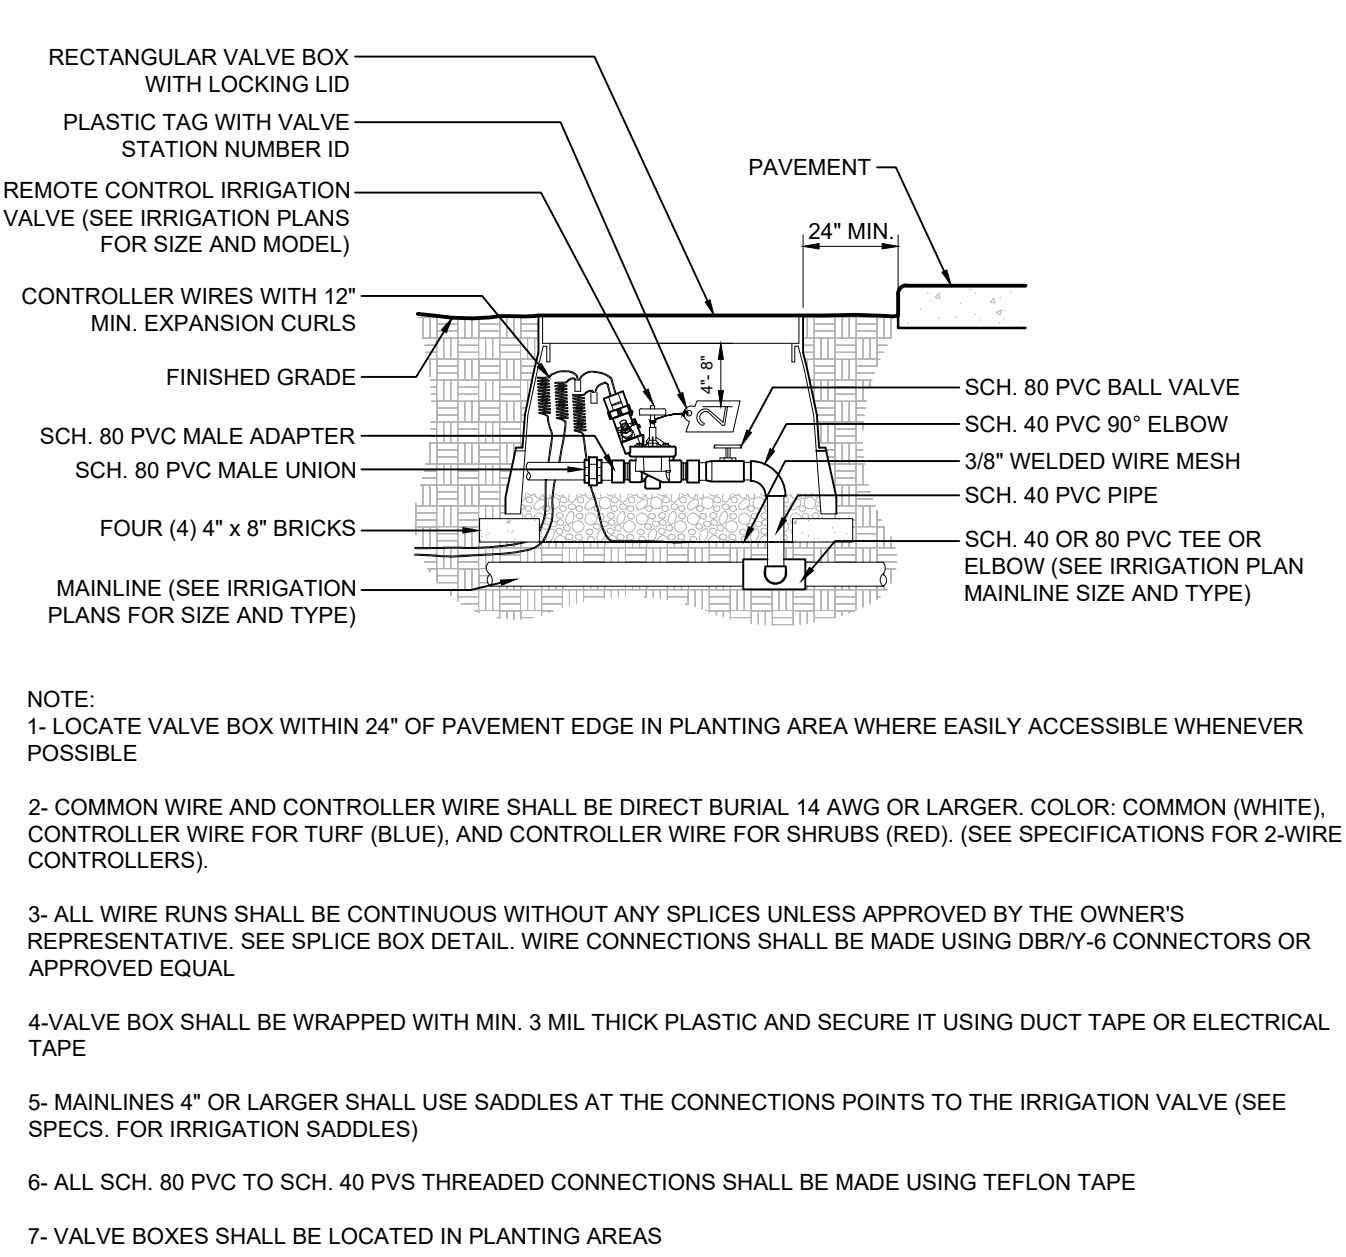 RECTANGULAR VALVE BOX
WITH LOCKING LID
PLASTIC TAG WITH VALVE
STATION NUMBER ID
REMOTE CONTROL IRRIGATION
VALVE (SEE IRRIGATION PLANS
FOR SIZE AND MODEL)
CONTROLLER WIRES WITH 12"
MIN. EXPANSION CURLS
FINISHED GRADE
SCH. 80 PVC MALE ADAPTER
SCH. 80 PVC MALE UNION
FOUR (4) 4" x 8" BRICKS
MAINLINE (SEE IRRIGATION
PLANS FOR SIZE AND TYPE)
PAVEMENT
24" MIN.
4"- 8"
2
SCH. 80 PVC BALL VALVE
SCH. 40 PVC 90° ELBOW
3/8" WELDED WIRE MESH
SCH. 40 PVC PIPE
SCH. 40 OR 80 PVC TEE OR
ELBOW (SEE IRRIGATION PLAN
MAINLINE SIZE AND TYPE)
NOTE:
1- LOCATE VALVE BOX WITHIN 24" OF PAVEMENT EDGE IN PLANTING AREA WHERE EASILY ACCESSIBLE WHENEVER
POSSIBLE
2- COMMON WIRE AND CONTROLLER WIRE SHALL BE DIRECT BURIAL 14 AWG OR LARGER. COLOR: COMMON (WHITE),
CONTROLLER WIRE FOR TURF (BLUE), AND CONTROLLER WIRE FOR SHRUBS (RED). (SEE SPECIFICATIONS FOR 2-WIRE
CONTROLLERS).
3- ALL WIRE RUNS SHALL BE CONTINUOUS WITHOUT ANY SPLICES UNLESS APPROVED BY THE OWNER'S
REPRESENTATIVE. SEE SPLICE BOX DETAIL. WIRE CONNECTIONS SHALL BE MADE USING DBR/Y-6 CONNECTORS OR
APPROVED EQUAL
4-VALVE BOX SHALL BE WRAPPED WITH MIN. 3 MIL THICK PLASTIC AND SECURE IT USING DUCT TAPE OR ELECTRICAL
TAPE
5- MAINLINES 4" OR LARGER SHALL USE SADDLES AT THE CONNECTIONS POINTS TO THE IRRIGATION VALVE (SEE
SPECS. FOR IRRIGATION SADDLES)
6- ALL SCH. 80 PVC TO SCH. 40 PVS THREADED CONNECTIONS SHALL BE MADE USING TEFLON TAPE
7- VALVE BOXES SHALL BE LOCATED IN PLANTING AREAS